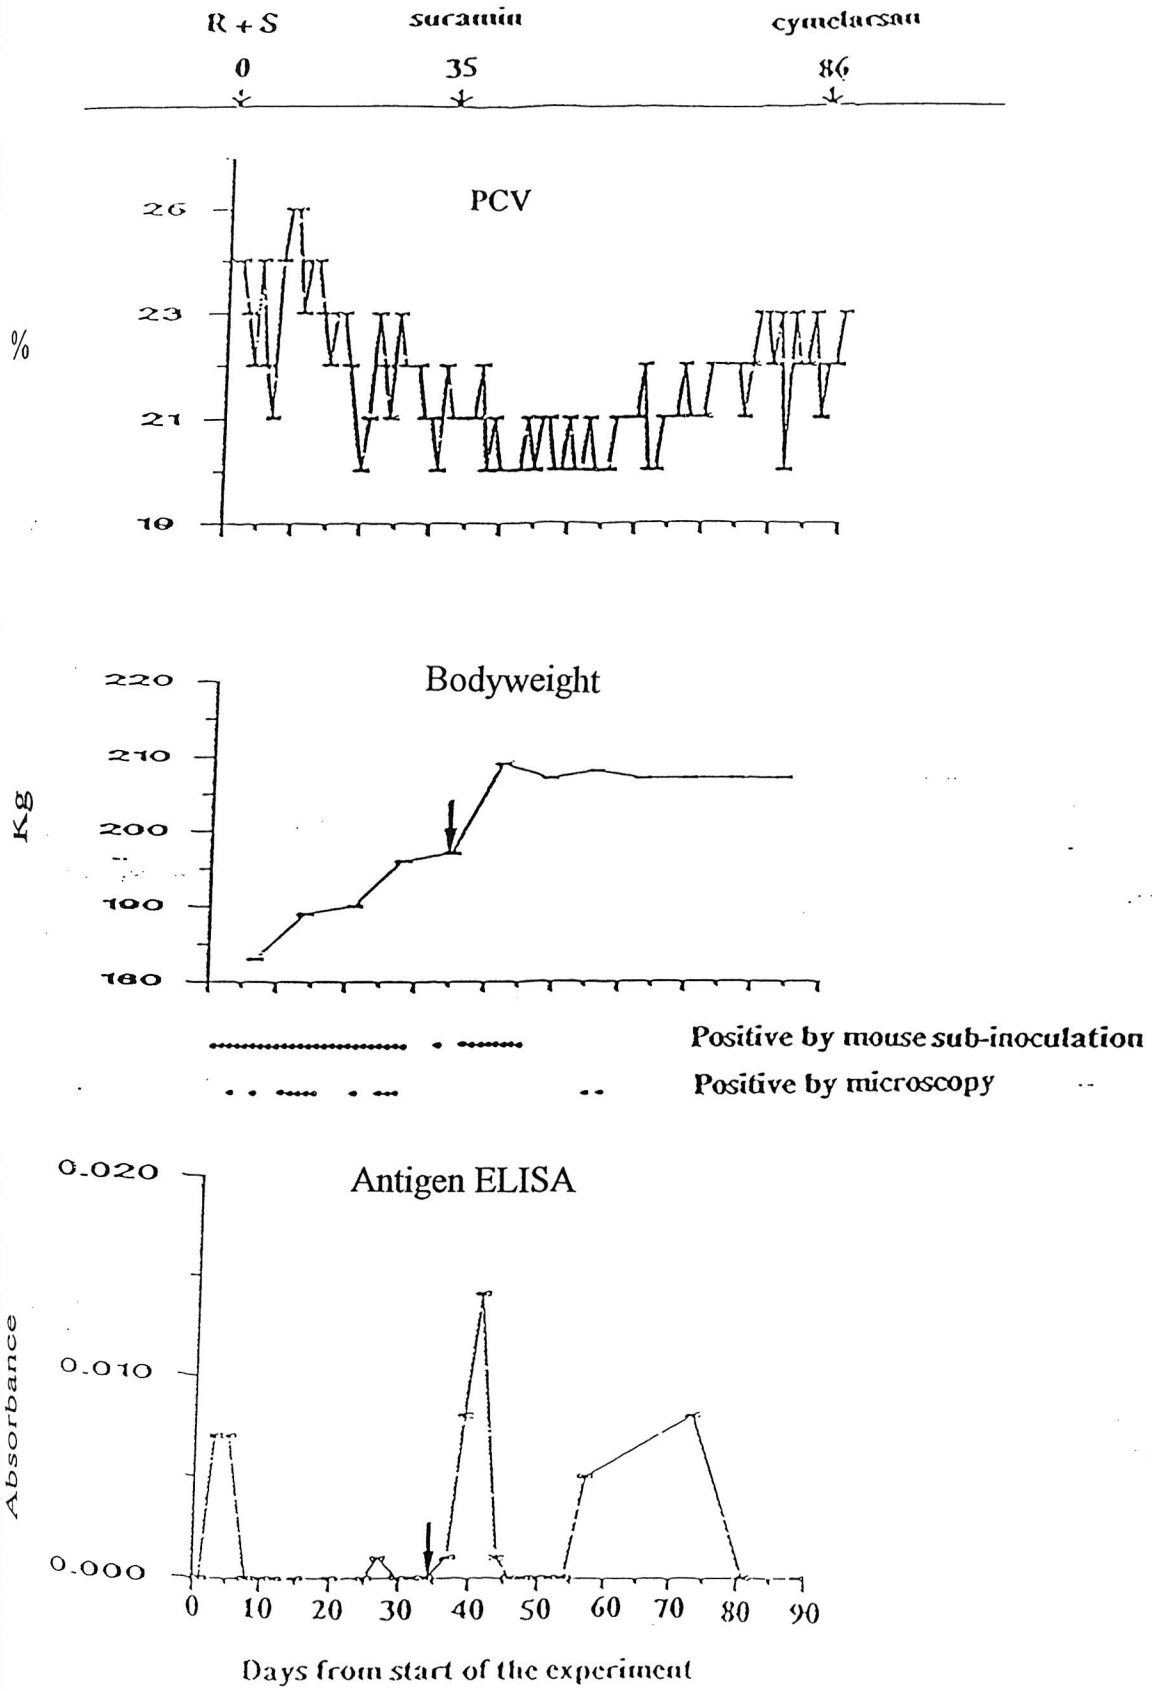 R + S suramin cymelarsan
0 35 86
PCV
26
23
%
21
19
Bodyweight
220
210
Kg
200
190
180
Positive by mouse sub-inoculation
Positive by microscopy
Antigen ELISA
0.020
0.010
Absorbance
0.000
0 10 20 30 40 50 60 70 80 90
Days from start of the experiment